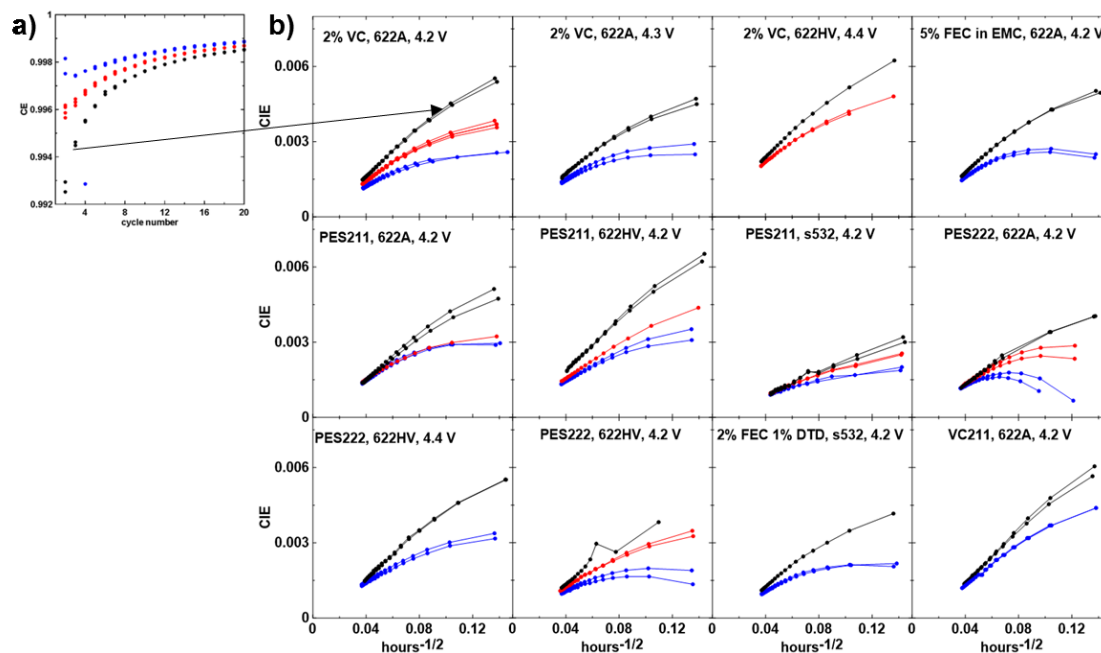 a)
b)
1
0.998
0.996
0.994
0.992
CE
0 4 8 12 16 20
cycle number
2% VC, 622A, 4.2 V
2% VC, 622A, 4.3 V
2% VC, 622HV, 4.4 V
5% FEC in EMC, 622A, 4.2 V
0.006
0.003
0
CIE
PES211, 622A, 4.2 V
PES211, 622HV, 4.2 V
PES211, s532, 4.2 V
PES222, 622A, 4.2 V
0.006
0.003
0
CIE
PES222, 622HV, 4.4 V
PES222, 622HV, 4.2 V
2% FEC 1% DTD, s532, 4.2 V
VC211, 622A, 4.2 V
0.006
0.003
0
CIE
0 0.04 0.08 0.12 0 0.04 0.08 0.12 0 0.04 0.08 0.12 0 0.04 0.08 0.12
hours-1/2 hours-1/2 hours-1/2 hours-1/2